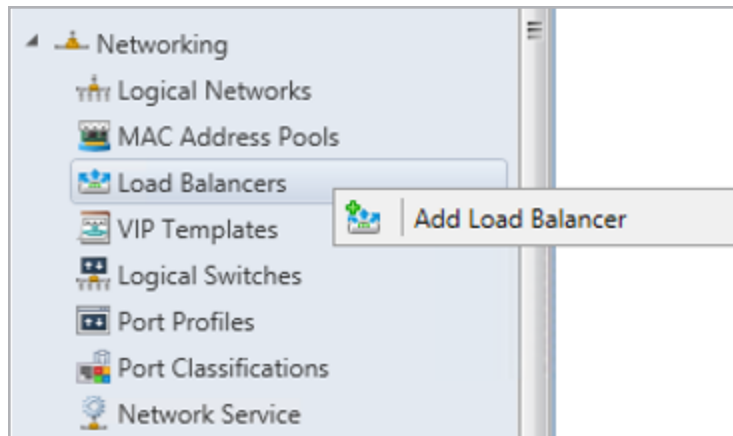 Networking
Logical Networks
MAC Address Pools
Load Balancers
Add Load Balancer
VIP Templates
Logical Switches
Port Profiles
Port Classifications
Network Service